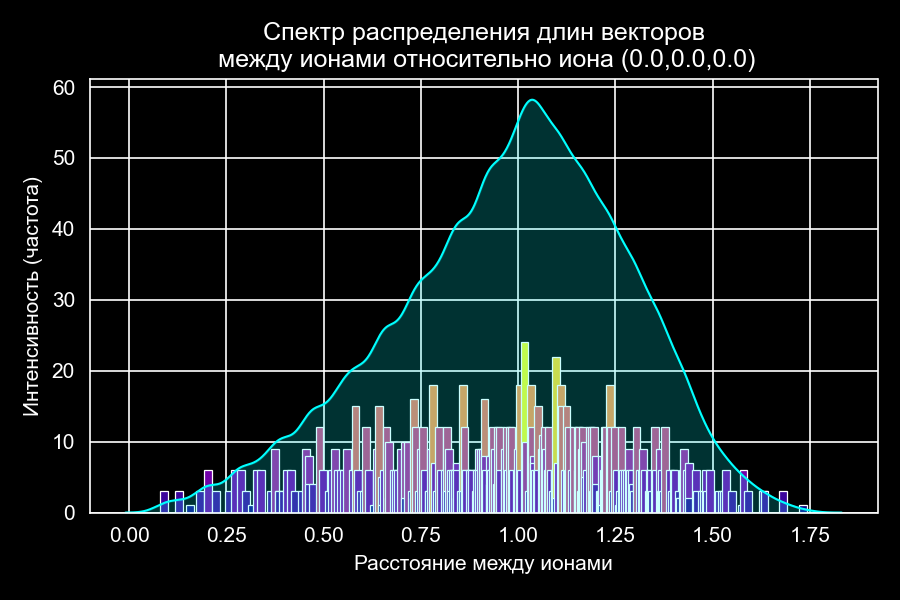 Спектр распределения длин векторов
между ионами относительно иона (0.0,0.0,0.0)
Интенсивность (частота)
60
50
40
30
20
10
0
0.00 0.25 0.50 0.75 1.00 1.25 1.50 1.75
Расстояние между ионами